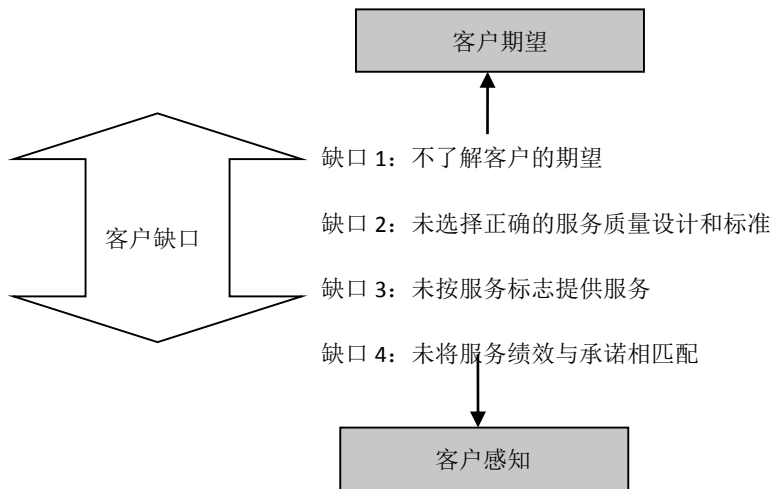 客户期望
缺口 1：不了解客户的期望
缺口 2：未选择正确的服务质量设计和标准
客户缺口
缺口 3：未按服务标志提供服务
缺口 4：未将服务绩效与承诺相匹配
客户感知